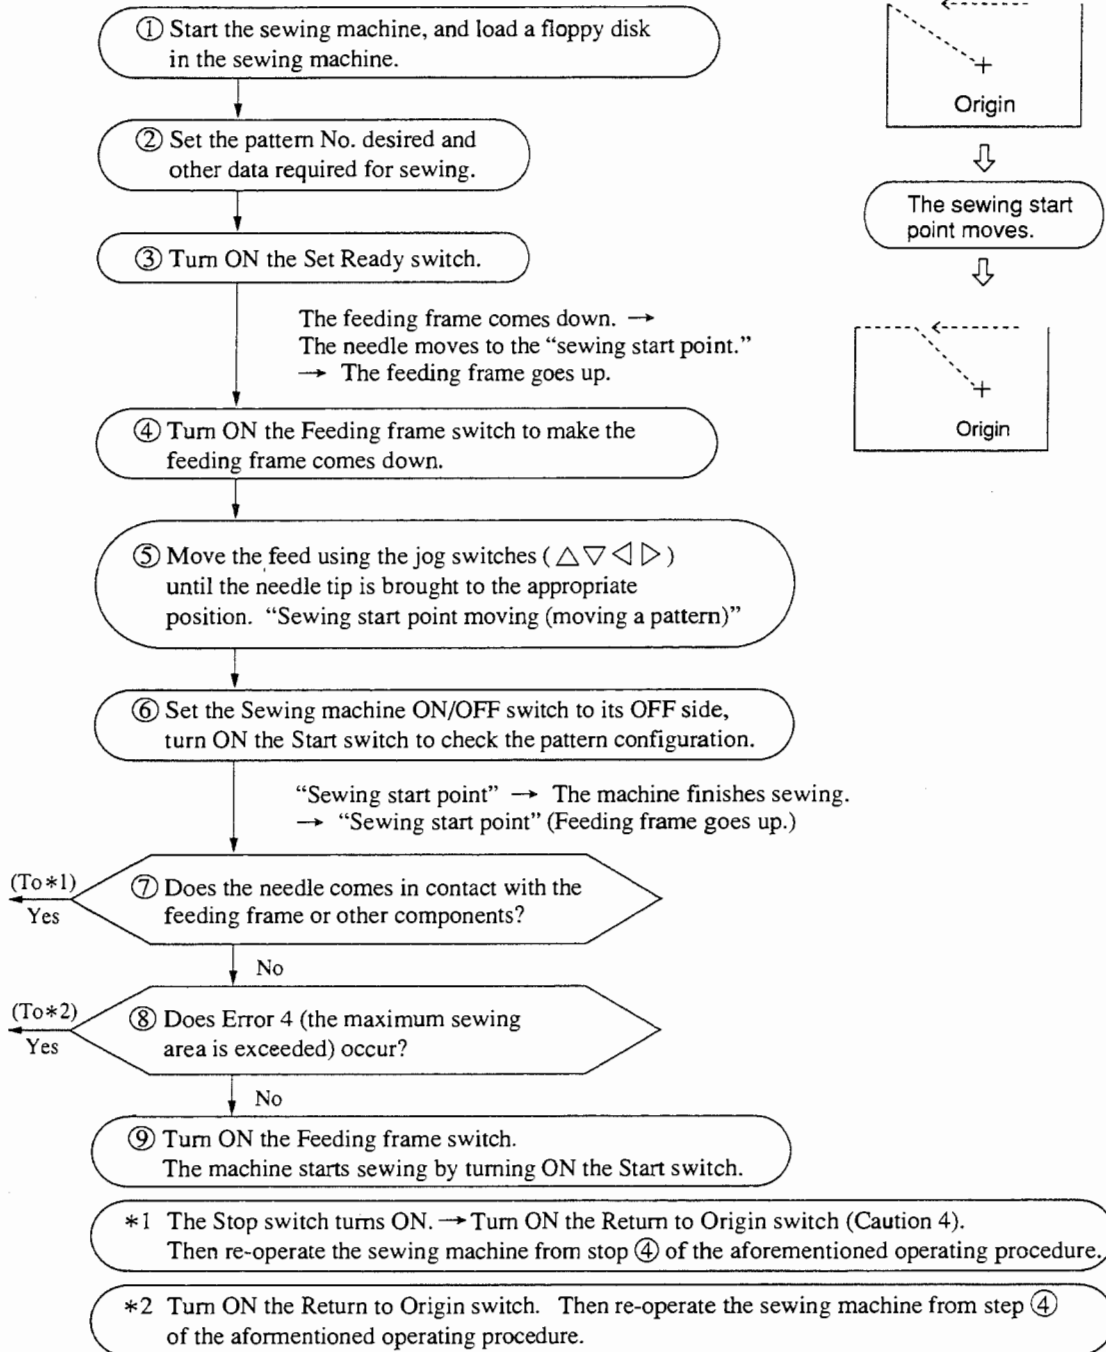 ① Start the sewing machine, and load a floppy disk
in the sewing machine.
② Set the pattern No. desired and
other data required for sewing.
③ Turn ON the Set Ready switch.
The feeding frame comes down. →
The needle moves to the “sewing start point.”
→ The feeding frame goes up.
④ Turn ON the Feeding frame switch to make the
feeding frame comes down.
⑤ Move the feed using the jog switches ( △ ▽ ◁ ▷ )
until the needle tip is brought to the appropriate
position. “Sewing start point moving (moving a pattern)”
⑥ Set the Sewing machine ON/OFF switch to its OFF side,
turn ON the Start switch to check the pattern configuration.
“Sewing start point” → The machine finishes sewing.
→ “Sewing start point” (Feeding frame goes up.)
(To*1)
Yes
⑦ Does the needle comes in contact with the
feeding frame or other components?
No
(To*2)
Yes
⑧ Does Error 4 (the maximum sewing
area is exceeded) occur?
No
⑨ Turn ON the Feeding frame switch.
The machine starts sewing by turning ON the Start switch.
*1 The Stop switch turns ON. → Turn ON the Return to Origin switch (Caution 4).
Then re-operate the sewing machine from stop ④ of the aforementioned operating procedure.
*2 Turn ON the Return to Origin switch. Then re-operate the sewing machine from step ④
of the aformentioned operating procedure.
Origin
The sewing start
point moves.
Origin